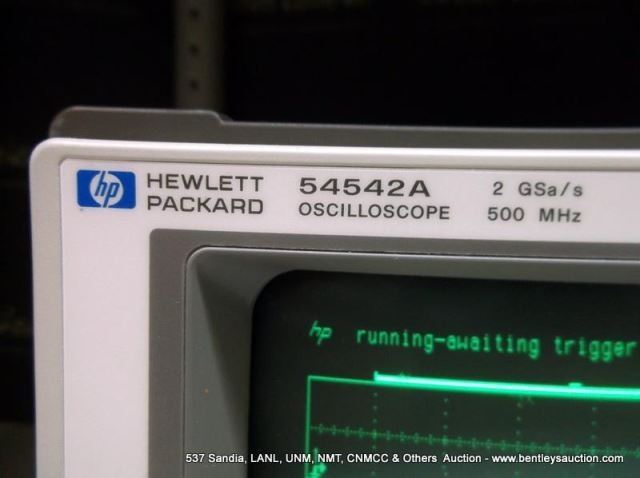 hp HEWLETT PACKARD 54542A OSCILLOSCOPE 2 GSa/s 500 MHz
hp running-awaiting trigger
537 Sandia, LANL, UNM, NMT, CNMCC & Others Auction - www.bentleysauction.com